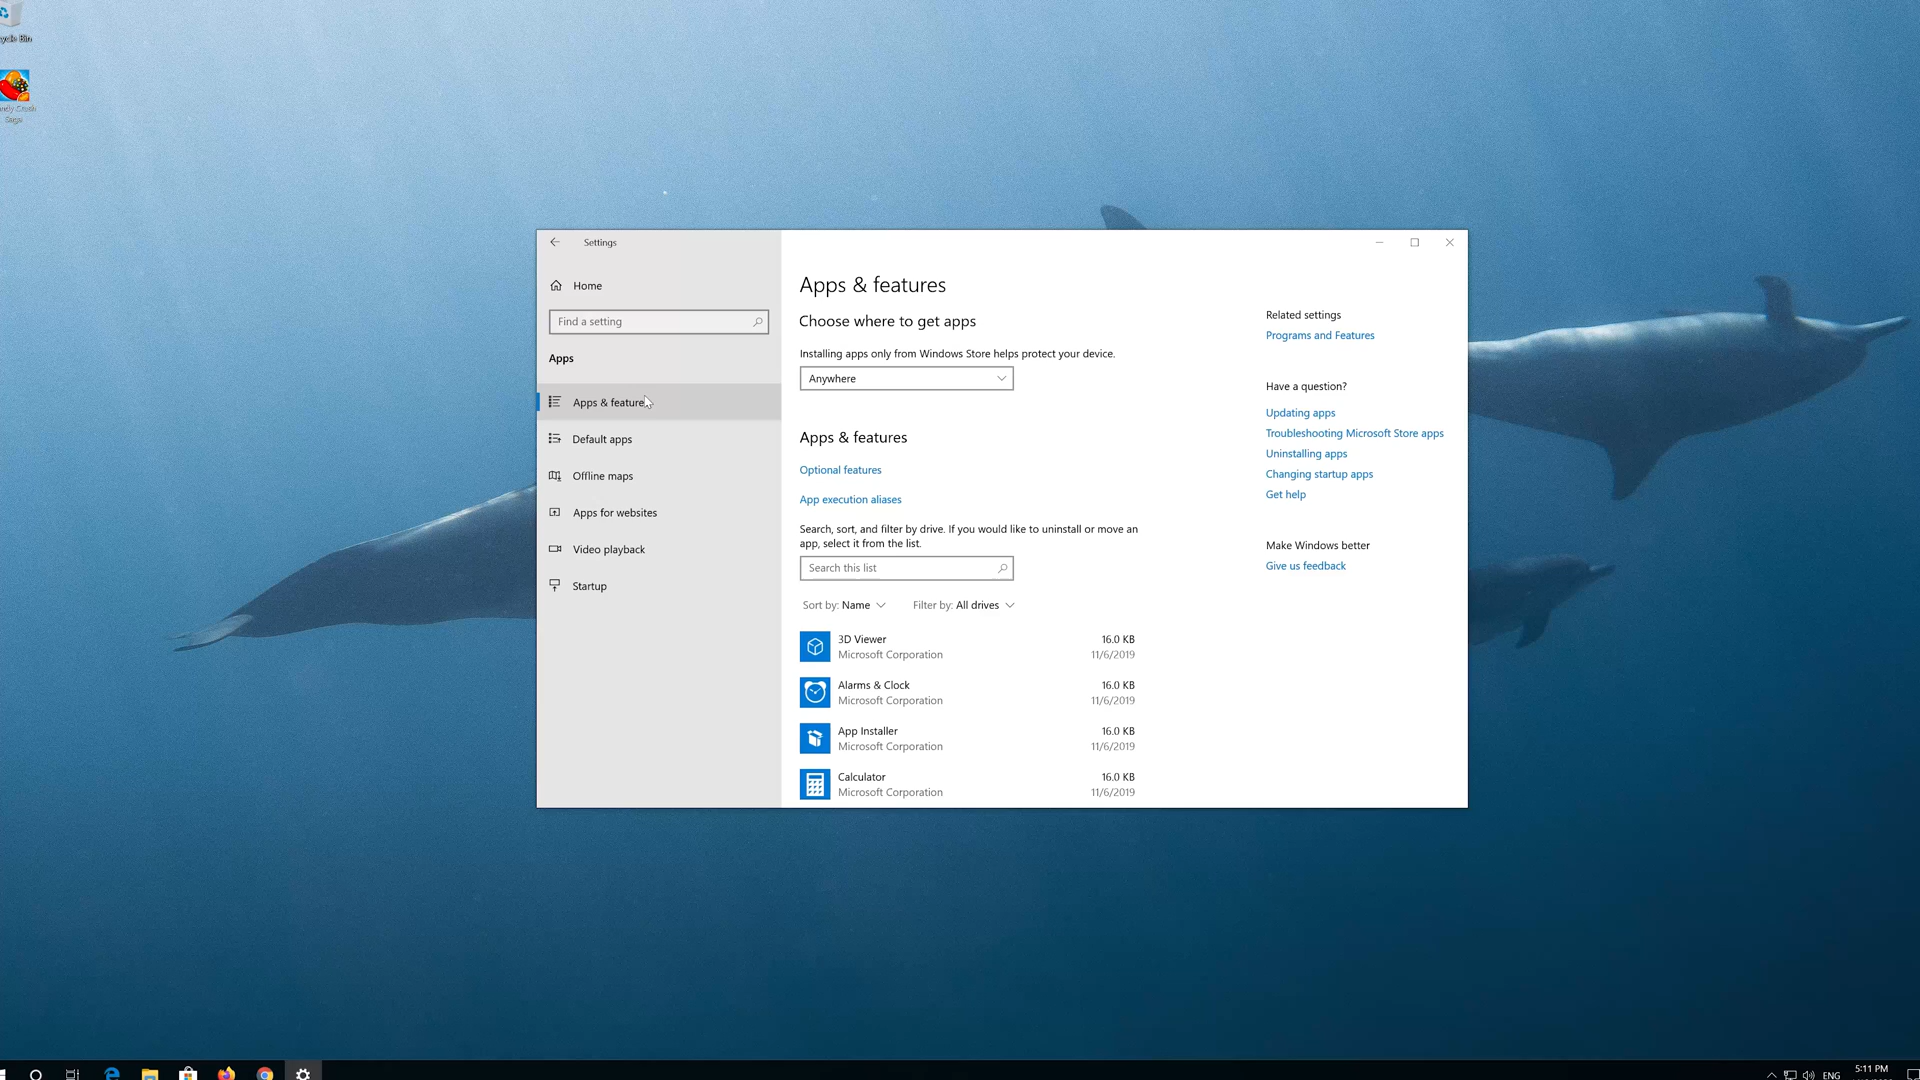 Settings
Home
Find a setting
Apps
Apps & feature
Default apps
Offline maps
Apps for websites
Video playback
Startup
Apps & features
Choose where to get apps
Installing apps only from Windows Store helps protect your device.
Anywhere
Apps & features
Optional features
App execution aliases
Search, sort, and filter by drive. If you would like to uninstall or move an
app, select it from the list.
Search this list
Sort by: Name Filter by: All drives
3D Viewer 16.0 KB
Microsoft Corporation 11/6/2019
Alarms & Clock 16.0 KB
Microsoft Corporation 11/6/2019
App Installer 16.0 KB
Microsoft Corporation 11/6/2019
Calculator 16.0 KB
Microsoft Corporation 11/6/2019
Related settings
Programs and Features
Have a question?
Updating apps
Troubleshooting Microsoft Store apps
Uninstalling apps
Changing startup apps
Get help
Make Windows better
Give us feedback
Bin
Saga
ENG
5:11 PM